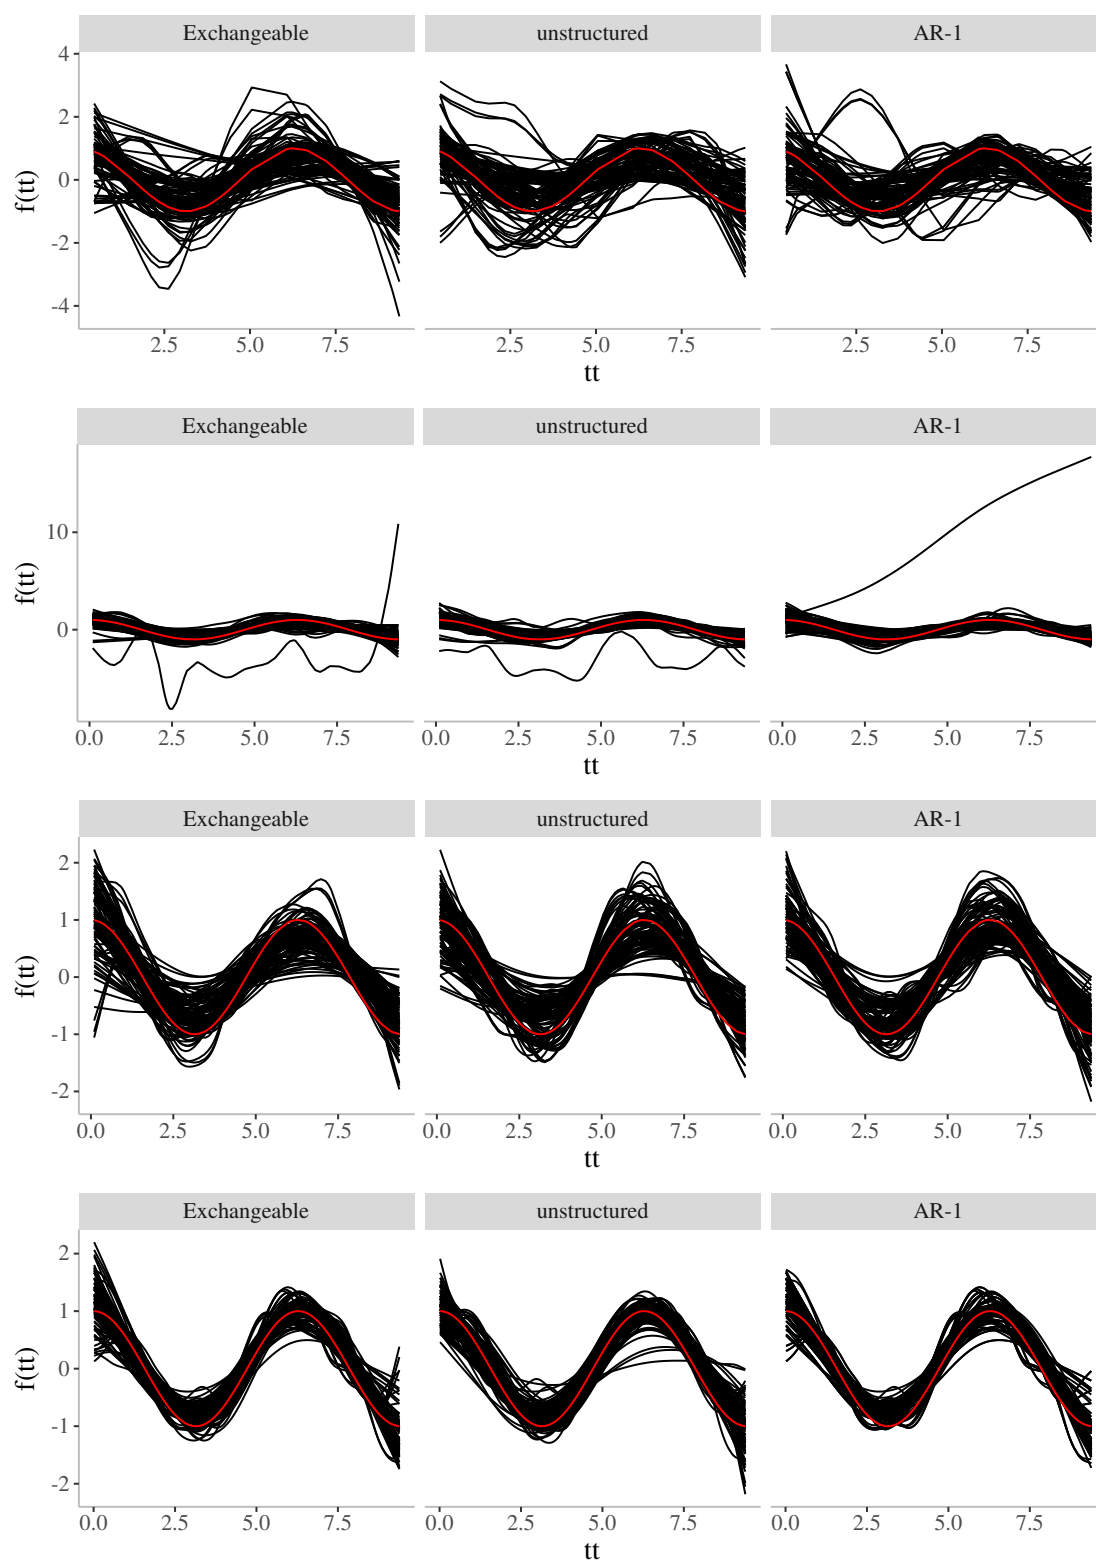 Exchangeable unstructured AR-1
4
2
0
-2
-4
f(tt)
2.5 5.0 7.5 2.5 5.0 7.5 2.5 5.0 7.5
tt
Exchangeable unstructured AR-1
10
0
f(tt)
0.0 2.5 5.0 7.5 0.0 2.5 5.0 7.5 0.0 2.5 5.0 7.5
tt
Exchangeable unstructured AR-1
2
1
0
-1
-2
f(tt)
0.0 2.5 5.0 7.5 0.0 2.5 5.0 7.5 0.0 2.5 5.0 7.5
tt
Exchangeable unstructured AR-1
2
1
0
-1
-2
f(tt)
0.0 2.5 5.0 7.5 0.0 2.5 5.0 7.5 0.0 2.5 5.0 7.5
tt